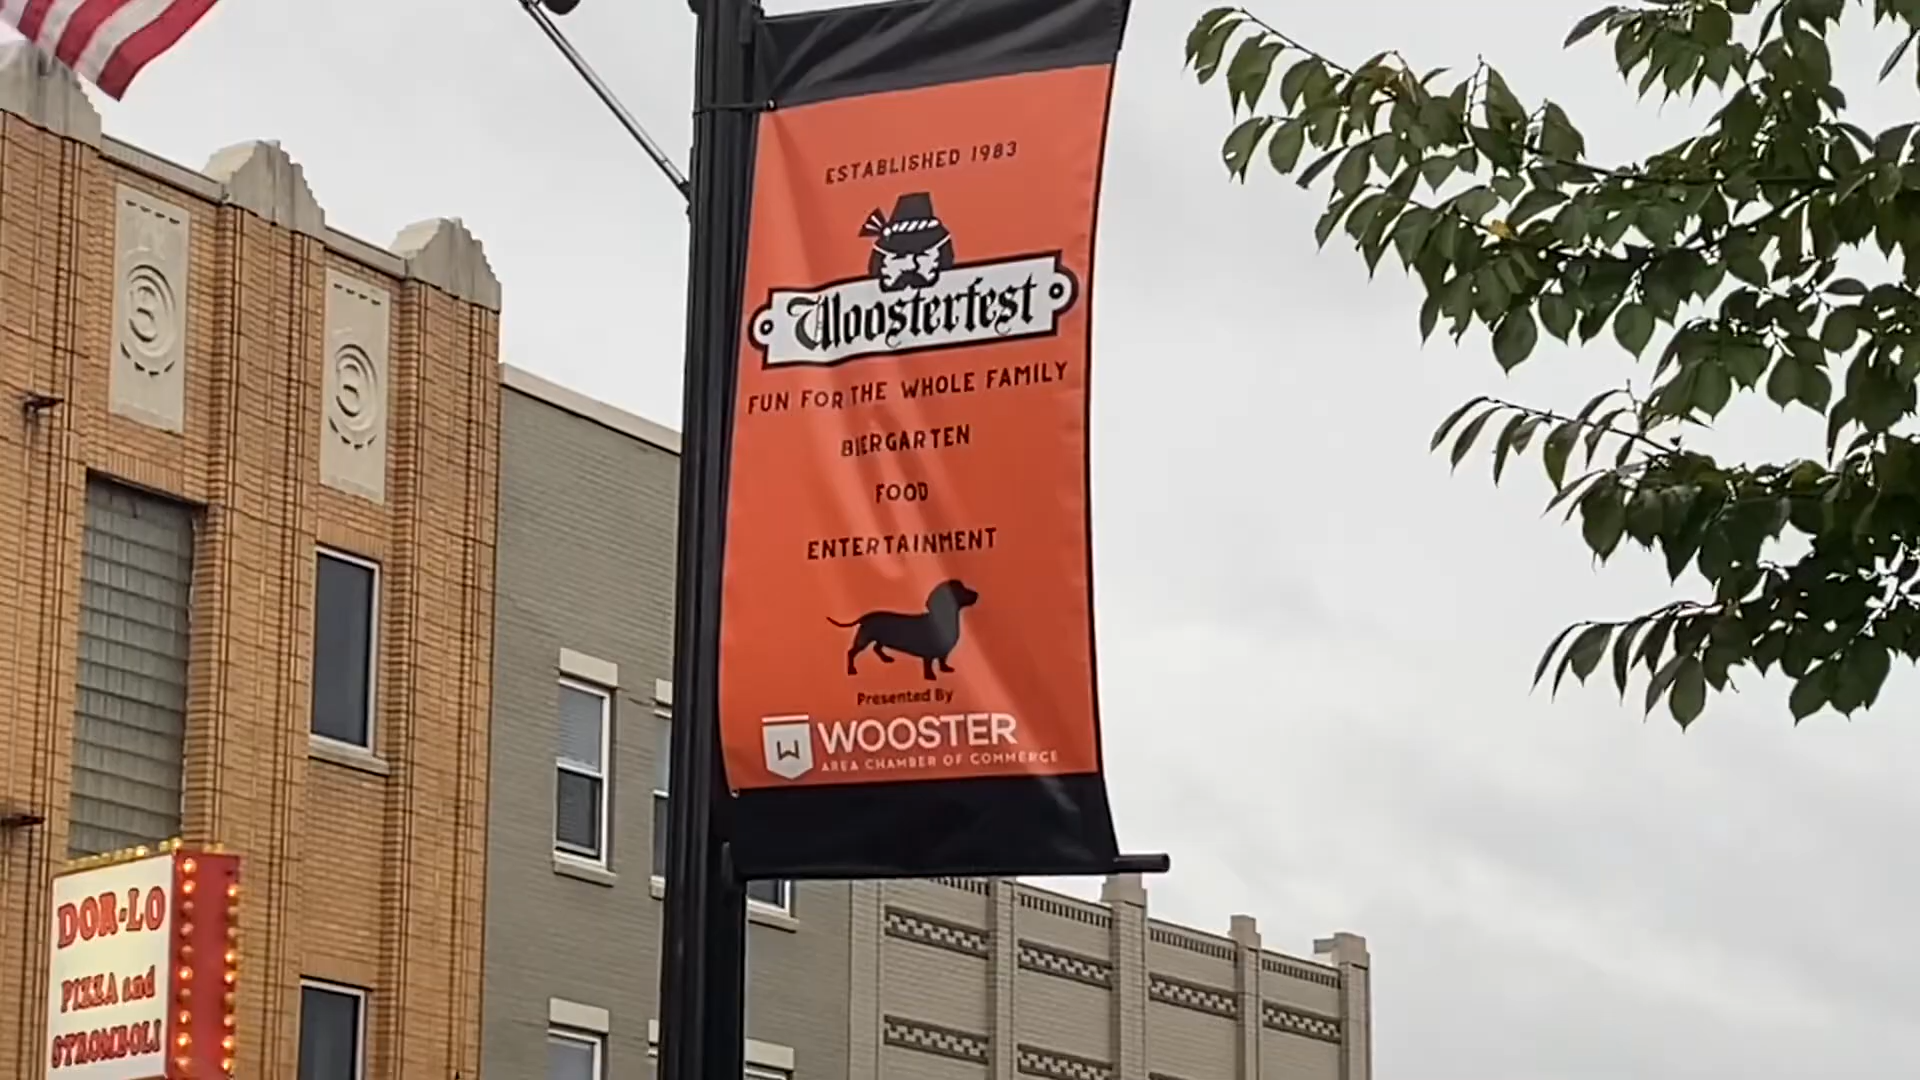 ESTABLISHED 1983
Woosterfest
FUN FOR THE WHOLE FAMILY
BIERGARTEN
FOOD
ENTERTAINMENT
Presented By
W
WOOSTER
AREA CHAMBER OF COMMERCE
DOR-LO
PIZZA and
STROMBOLI